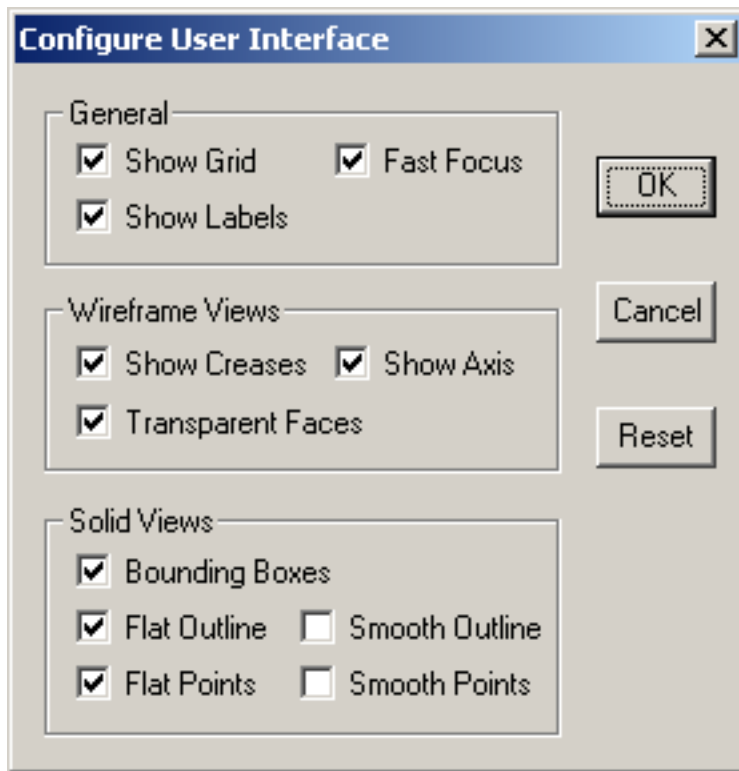 Configure User Interface
General
Show Grid Fast Focus
Show Labels
OK
Wireframe Views
Show Creases Show Axis
Transparent Faces
Cancel
Reset
Solid Views
Bounding Boxes
Flat Outline Smooth Outline
Flat Points Smooth Points